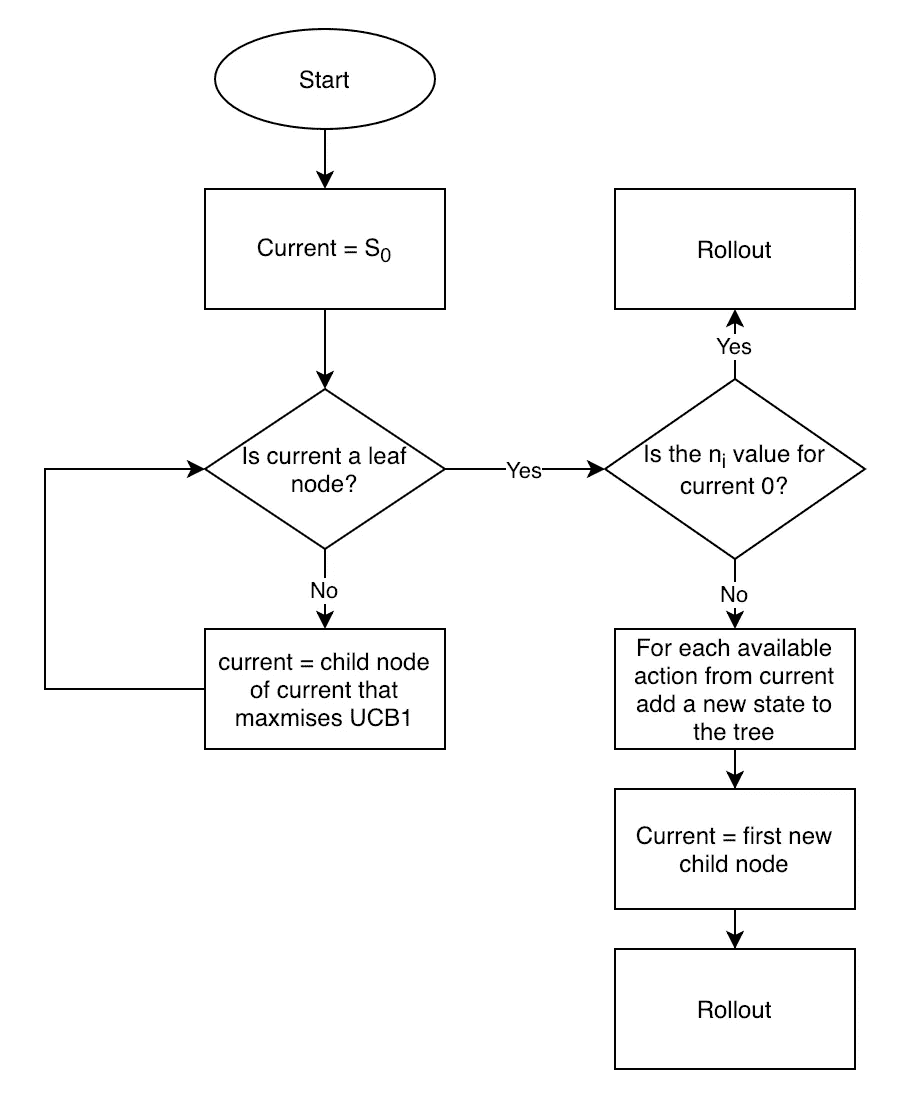 Start
Current = S₀
Is current a leaf
node?
No
current = child node
of current that
maxmises UCB1
Yes
Is the nᵢ value for
current 0?
Yes
Rollout
No
For each available
action from current
add a new state to
the tree
Current = first new
child node
Rollout